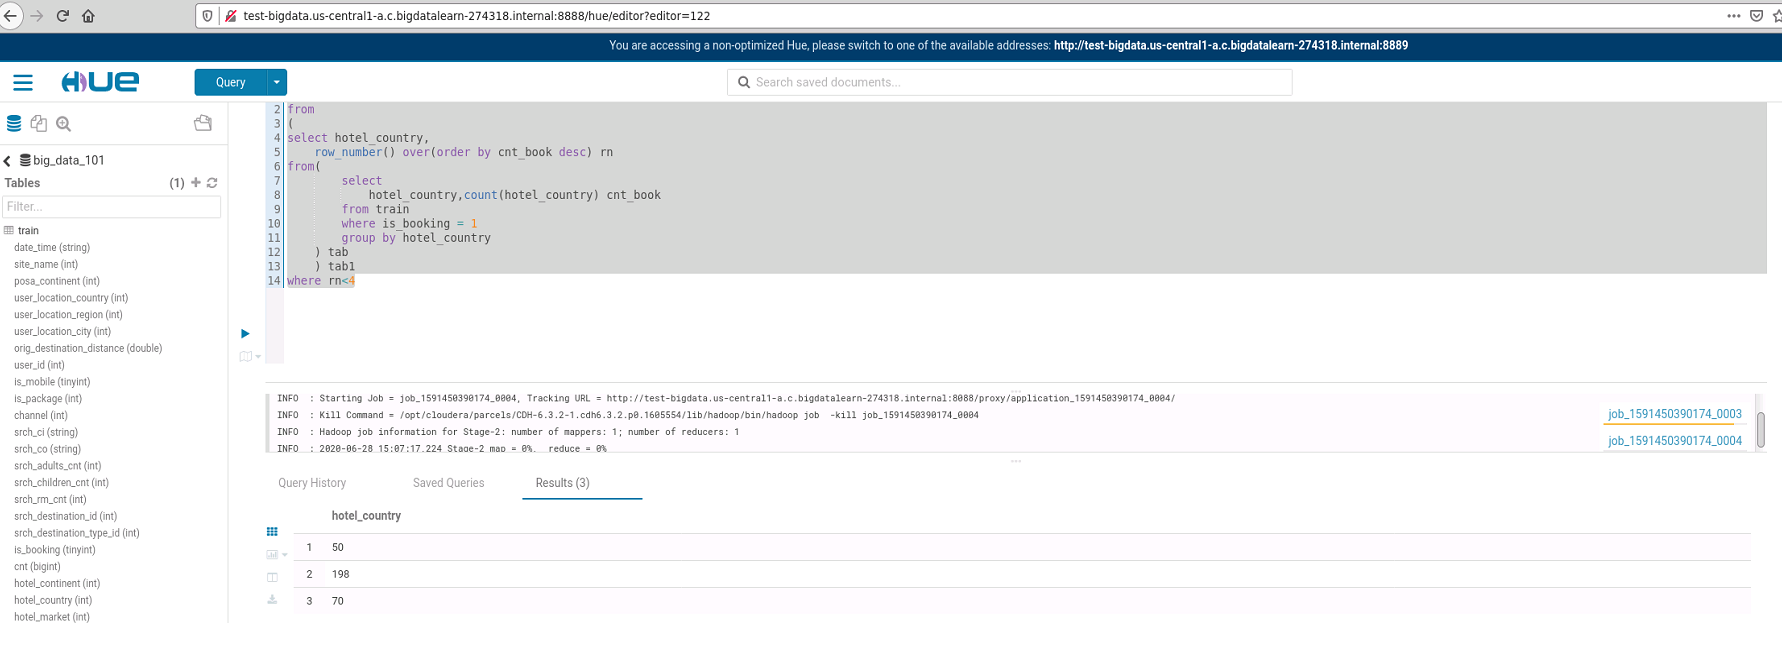 test-bigdata.us-central1-a.c.bigdatalearn-274318.internal:8888/hue/editor?editor=122
You are accessing a non-optimized Hue, please switch to one of the available addresses: http://test-bigdata.us-central1-a.c.bigdatalearn-274318.internal:8889
HUE
Query
Search saved documents...
big_data_101
Tables (1)
Filter...
train
date_time (string)
site_name (int)
posa_continent (int)
user_location_country (int)
user_location_region (int)
user_location_city (int)
orig_destination_distance (double)
user_id (int)
is_mobile (tinyint)
is_package (int)
channel (int)
srch_ci (string)
srch_co (string)
srch_adults_cnt (int)
srch_children_cnt (int)
srch_rm_cnt (int)
srch_destination_id (int)
srch_destination_type_id (int)
is_booking (tinyint)
cnt (bigint)
hotel_continent (int)
hotel_country (int)
hotel_market (int)
2 from
3 (
4 select hotel_country,
5 row_number() over(order by cnt_book desc) rn
6 from(
7 select
8 hotel_country,count(hotel_country) cnt_book
9 from train
10 where is_booking = 1
11 group by hotel_country
12 ) tab
13 ) tab1
14 where rn<4
INFO : Starting Job = job_1591450390174_0004, Tracking URL = http://test-bigdata.us-central1-a.c.bigdatalearn-274318.internal:8088/proxy/application_1591450390174_0004/
INFO : Kill Command = /opt/cloudera/parcels/CDH-6.3.2-1.cdh6.3.2.p0.1605554/lib/hadoop/bin/hadoop job -kill job_1591450390174_0004
INFO : Hadoop job information for Stage-2: number of mappers: 1; number of reducers: 1
INFO : 2020-06-28 15:07:17,224 Stage-2 map = 0%, reduce = 0%
job_1591450390174_0003
job_1591450390174_0004
Query History Saved Queries Results (3)
hotel_country
1 50
2 198
3 70